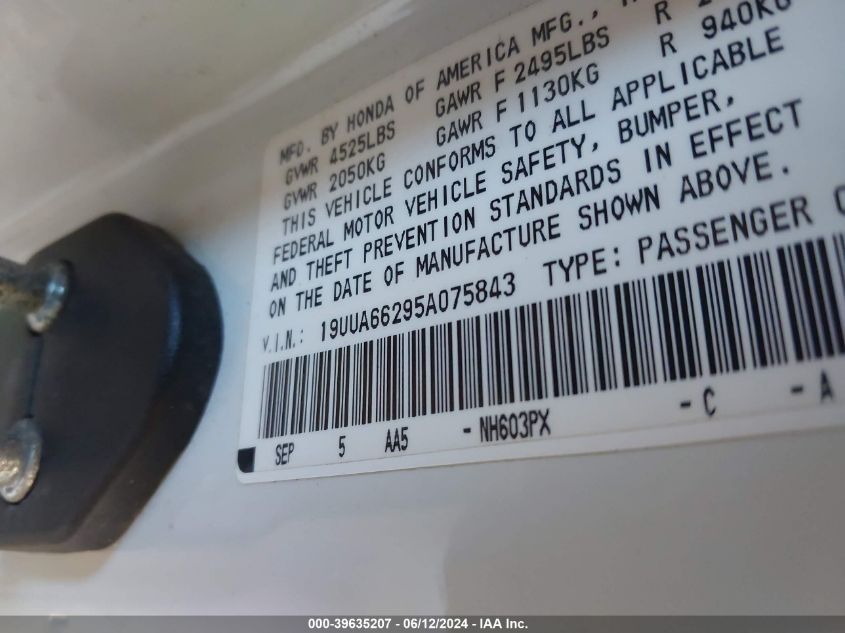 MFD. BY HONDA OF AMERICA MFG.,
GVWR 4525LBS GAWR F 2495LBS R
GVWR 2050KG GAWR F 1130KG R 940KG
THIS VEHICLE CONFORMS TO ALL APPLICABLE
FEDERAL MOTOR VEHICLE SAFETY, BUMPER,
AND THEFT PREVENTION STANDARDS IN EFFECT
ON THE DATE OF MANUFACTURE SHOWN ABOVE.
V.I.N.: 19UUA66295A075843 TYPE: PASSENGER
SEP 5 AA5 - NH603PX - C - A
000-39635207 - 06/12/2024 - IAA Inc.